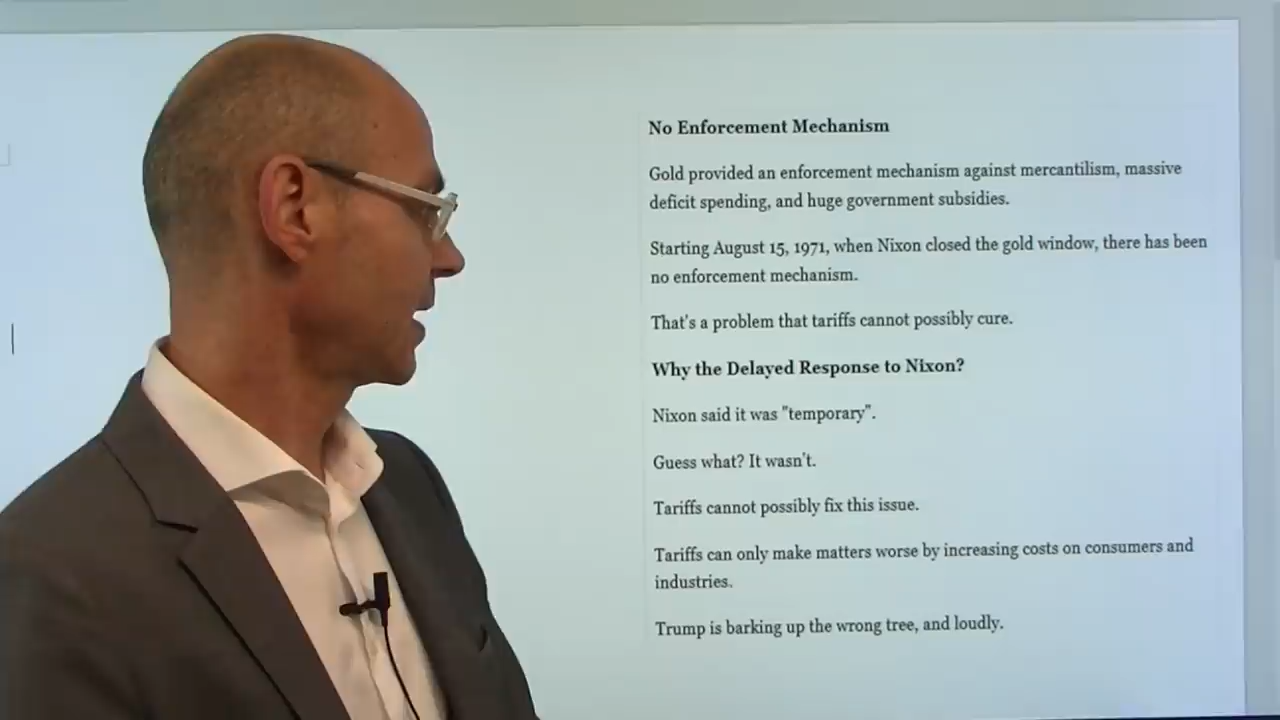 No Enforcement Mechanism
Gold provided an enforcement mechanism against mercantilism, massive
deficit spending, and huge government subsidies.
Starting August 15, 1971, when Nixon closed the gold window, there has been
no enforcement mechanism.
That's a problem that tariffs cannot possibly cure.
Why the Delayed Response to Nixon?
Nixon said it was "temporary".
Guess what? It wasn't.
Tariffs cannot possibly fix this issue.
Tariffs can only make matters worse by increasing costs on consumers and
industries.
Trump is barking up the wrong tree, and loudly.